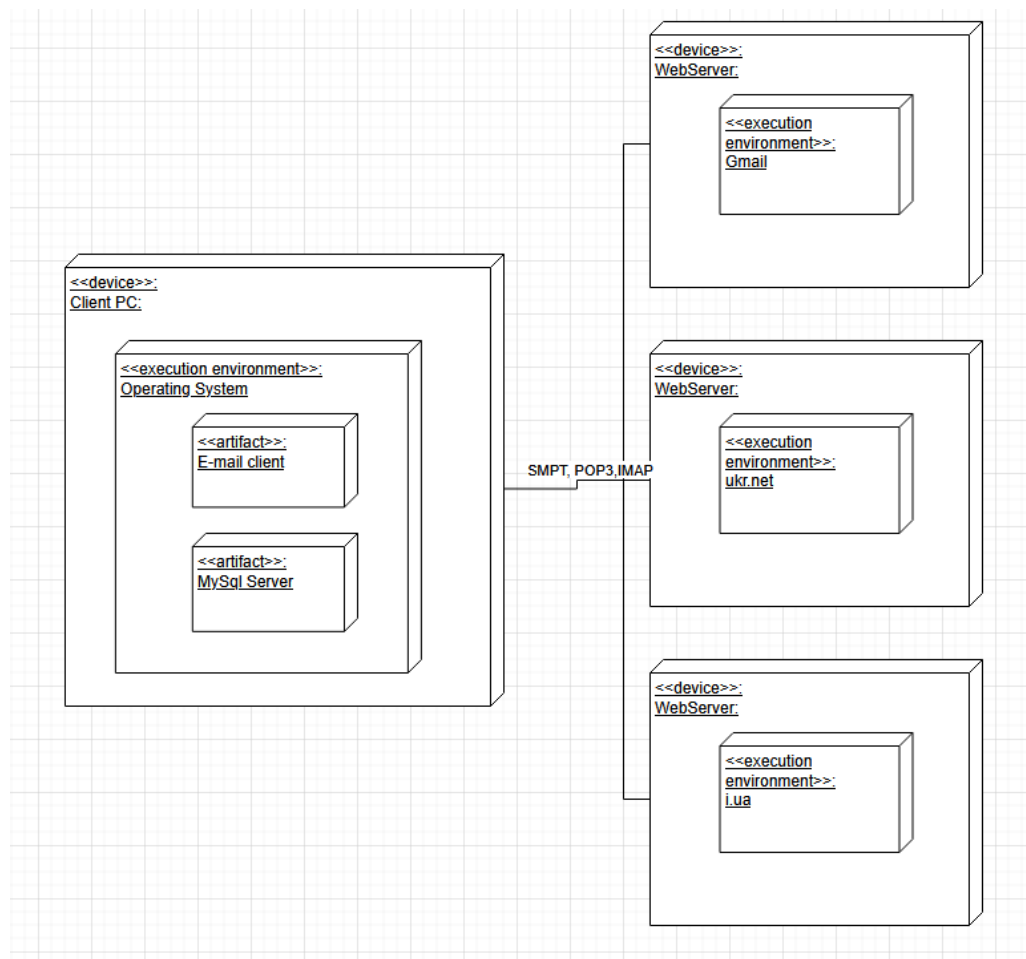 <<device>>:
WebServer:
<<execution
environment>>:
Gmail
<<device>>:
Client PC:
<<execution environment>>:
Operating System
<<artifact>>:
E-mail client
<<artifact>>:
MySql Server
SMPT, POP3,IMAP
<<device>>:
WebServer:
<<execution
environment>>:
ukr.net
<<device>>:
WebServer:
<<execution
environment>>:
i.ua